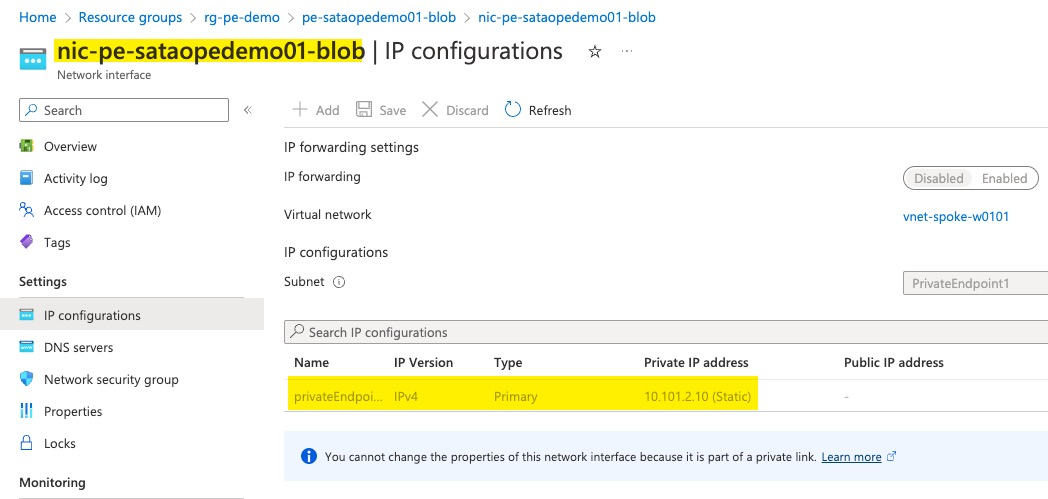 Home > Resource groups > rg-pe-demo > pe-sataopedemo01-blob > nic-pe-sataopedemo01-blob
nic-pe-sataopedemo01-blob | IP configurations ☆ ···
Network interface
Search «
Add Save Discard Refresh
Overview
Activity log
Access control (IAM)
Tags
Settings
IP configurations
DNS servers
Network security group
Properties
Locks
Monitoring
IP forwarding settings
IP forwarding Disabled Enabled
Virtual network vnet-spoke-w0101
IP configurations
Subnet PrivateEndpoint1
Search IP configurations
Name IP Version Type Private IP address Public IP address
privateEndpoi... IPv4 Primary 10.101.2.10 (Static) -
You cannot change the properties of this network interface because it is part of a private link. Learn more